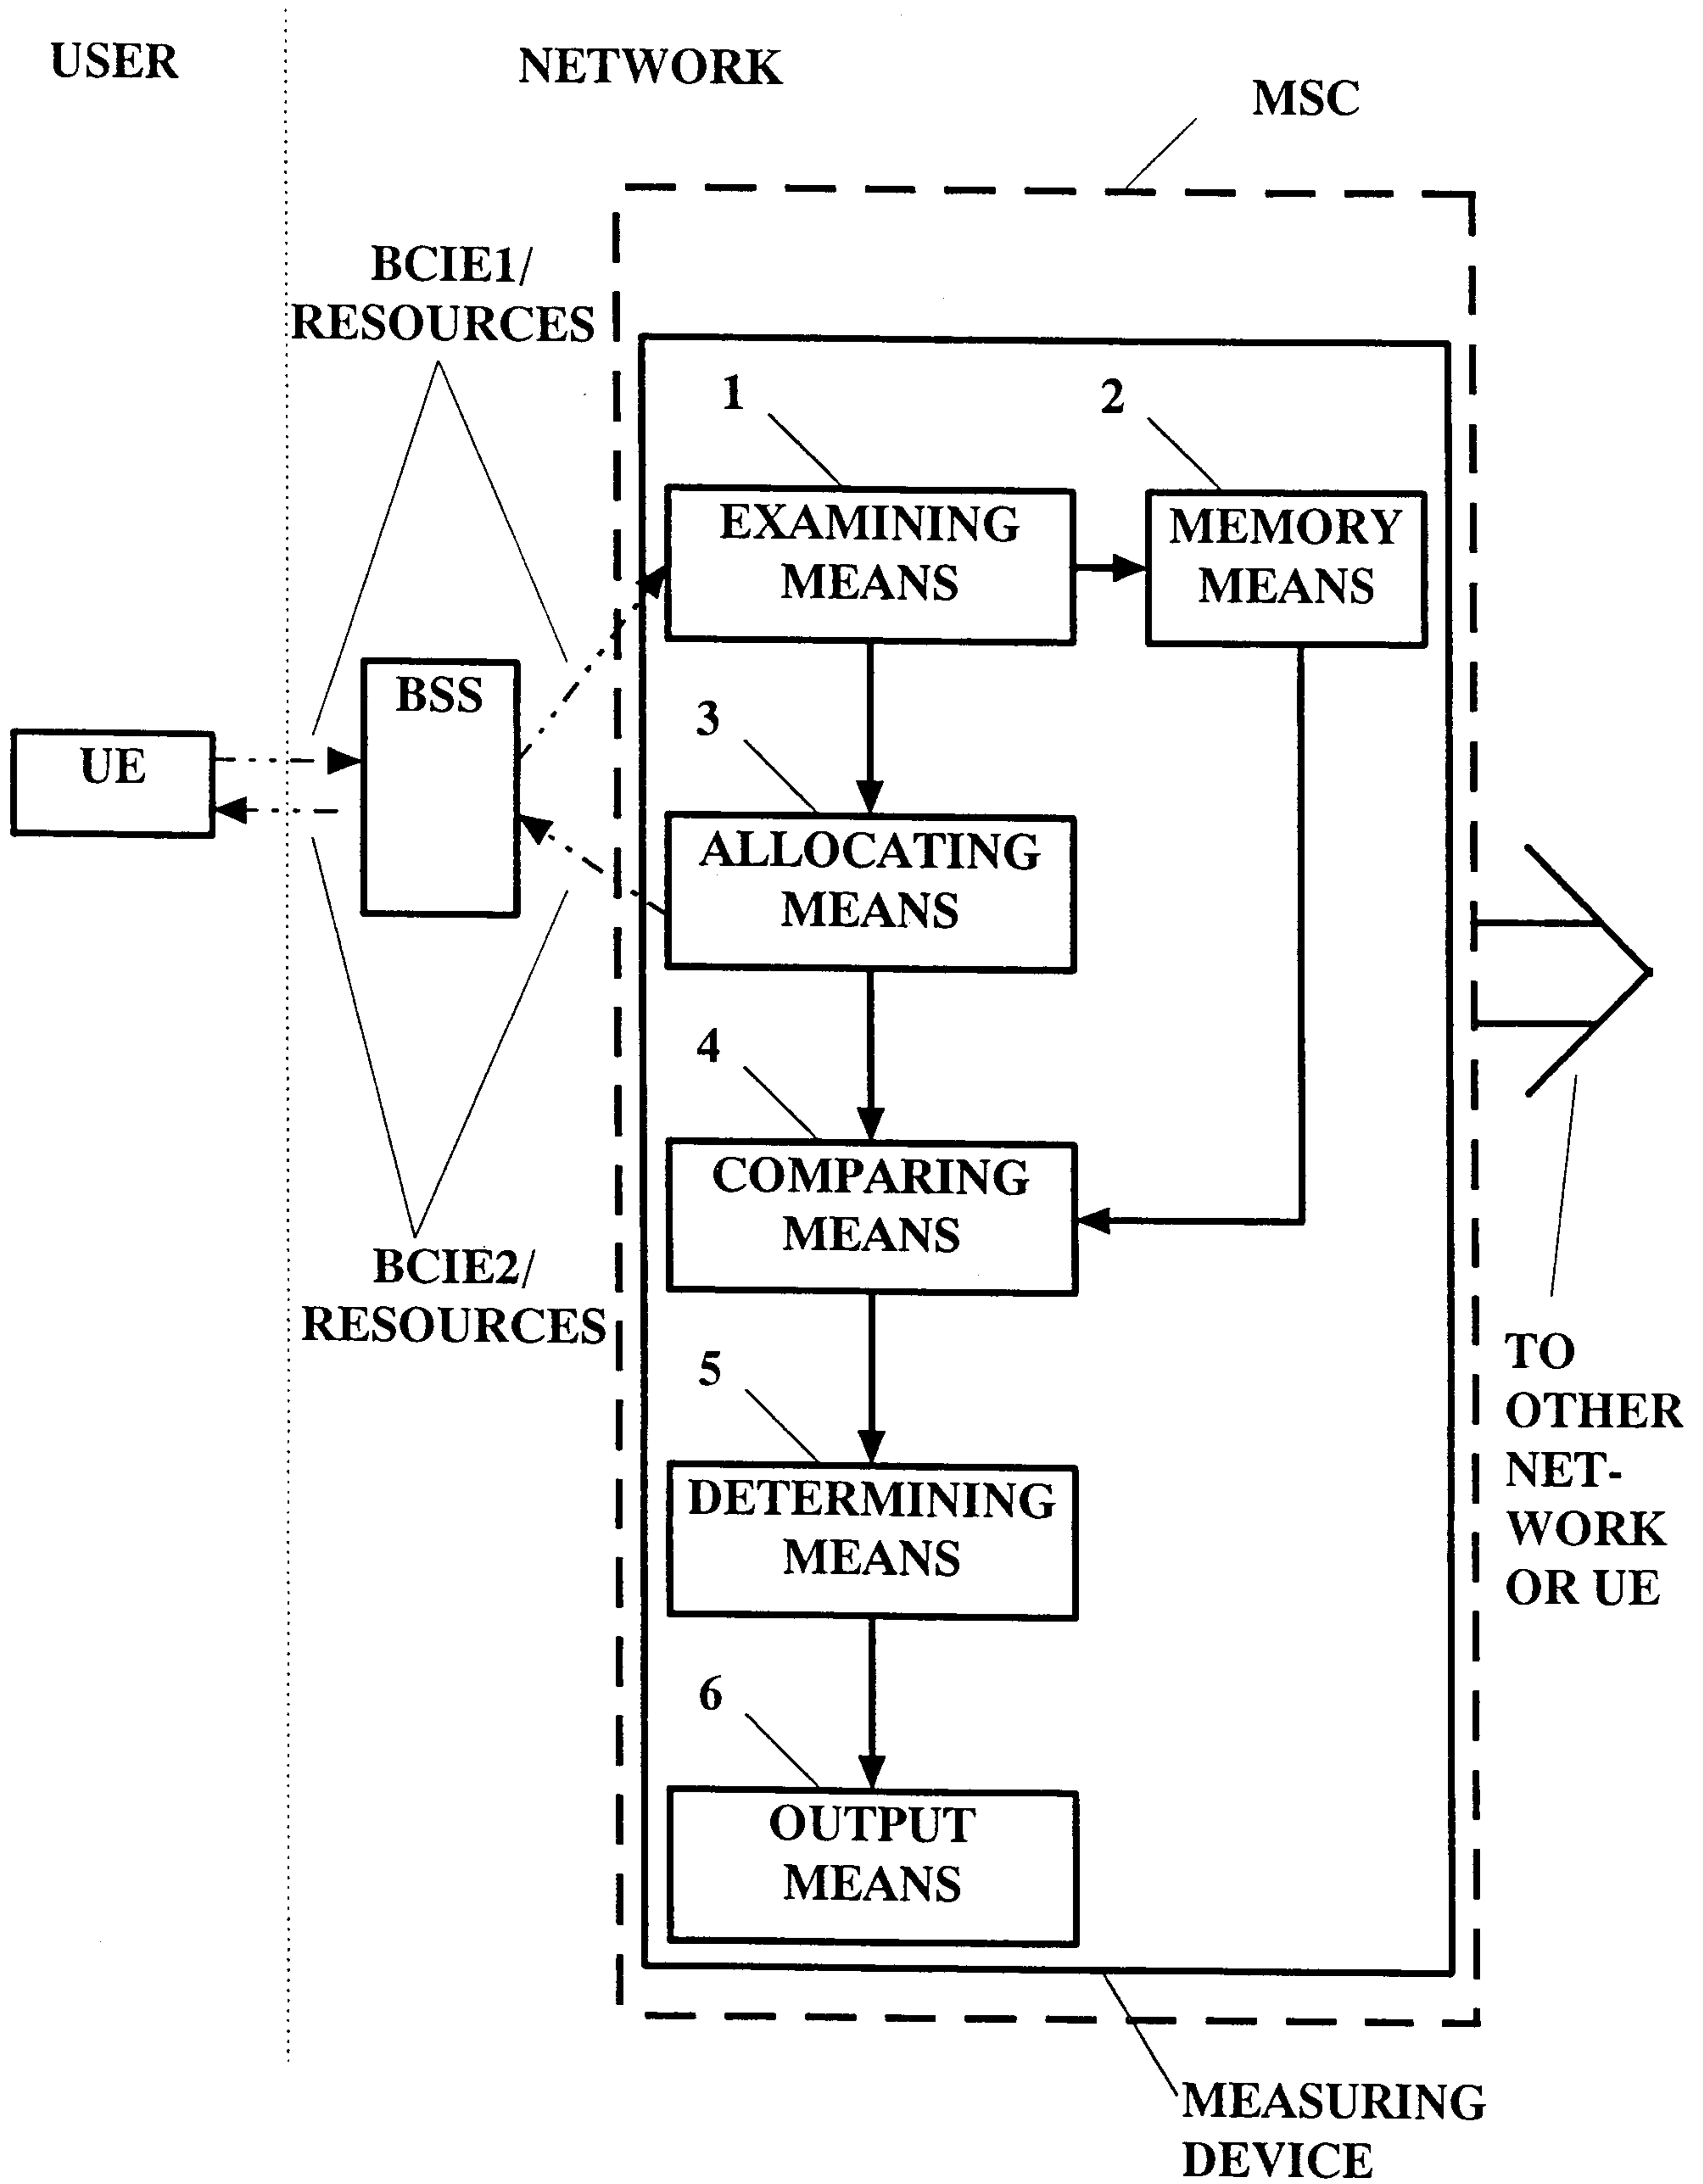 USER
NETWORK
MSC
BCIE1/
RESOURCES
1
2
EXAMINING
MEANS
MEMORY
MEANS
BSS
UE
3
ALLOCATING
MEANS
4
COMPARING
MEANS
BCIE2/
RESOURCES
TO
OTHER
NET-
WORK
OR UE
5
DETERMINING
MEANS
6
OUTPUT
MEANS
MEASURING
DEVICE